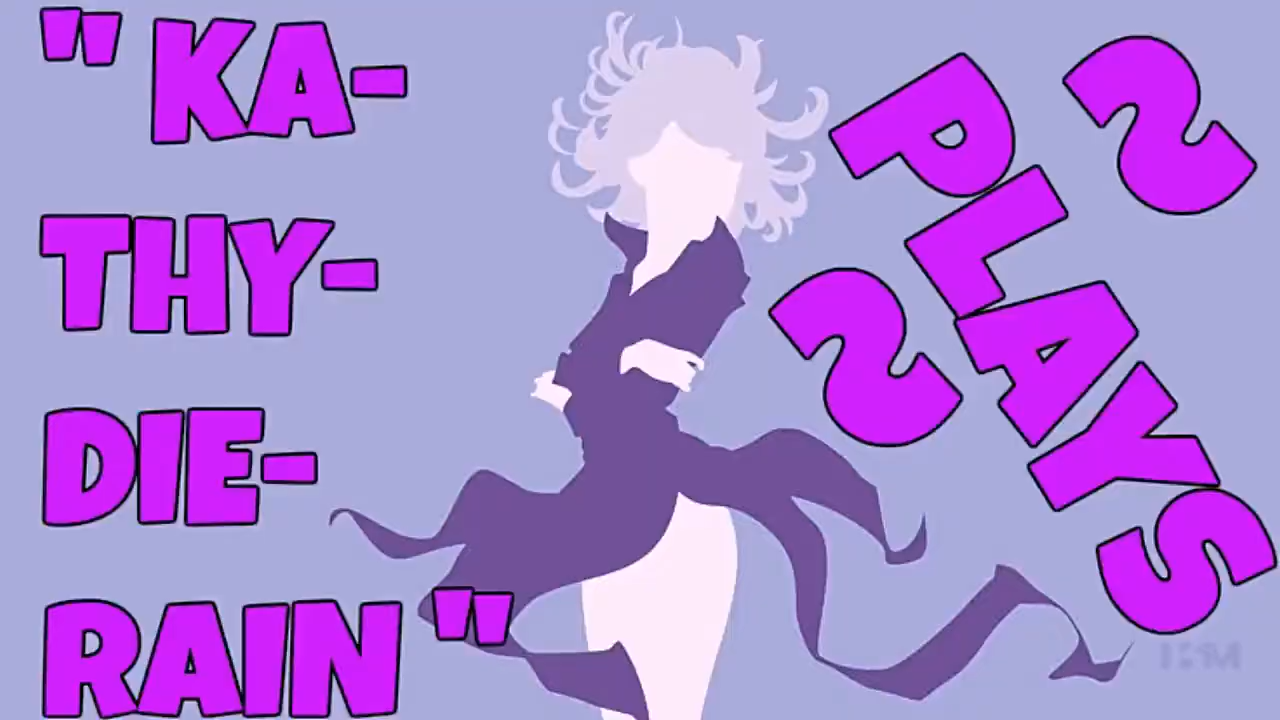 "KA-
THY-
DIE-
RAIN"
~
PLAYS
~